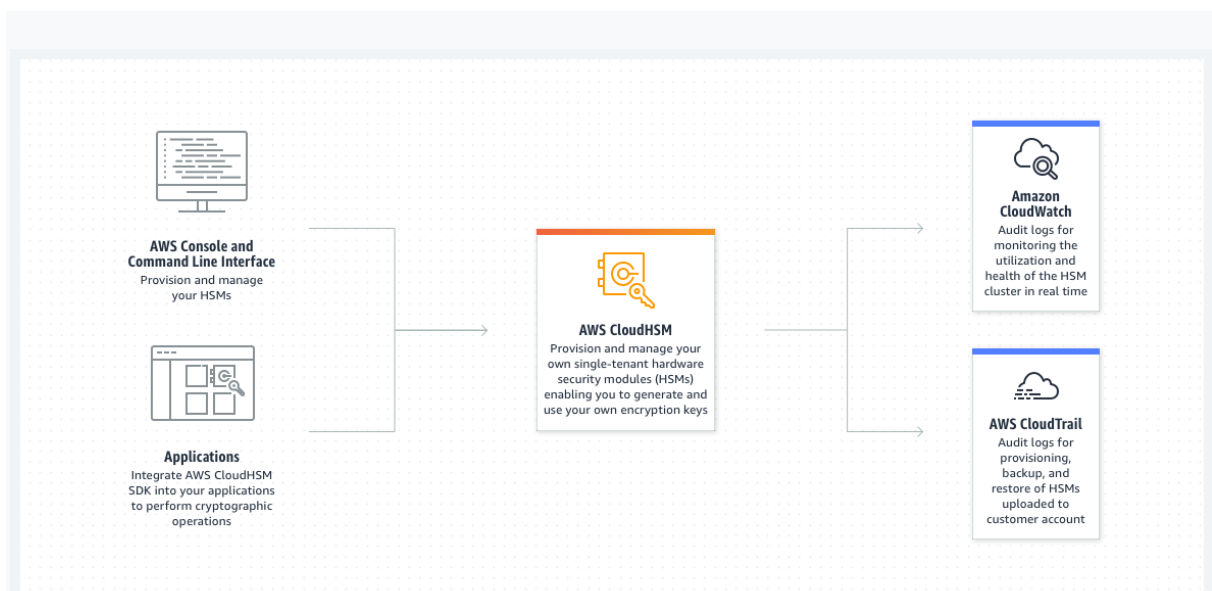 AWS Console and
Command Line Interface
Provision and manage
your HSMs
Applications
Integrate AWS CloudHSM
SDK into your applications
to perform cryptographic
operations
AWS CloudHSM
Provision and manage your
own single-tenant hardware
security modules (HSMs)
enabling you to generate and
use your own encryption keys
Amazon
CloudWatch
Audit logs for
monitoring the
utilization and
health of the HSM
cluster in real time
AWS CloudTrail
Audit logs for
provisioning,
backup, and
restore of HSMs
uploaded to
customer account